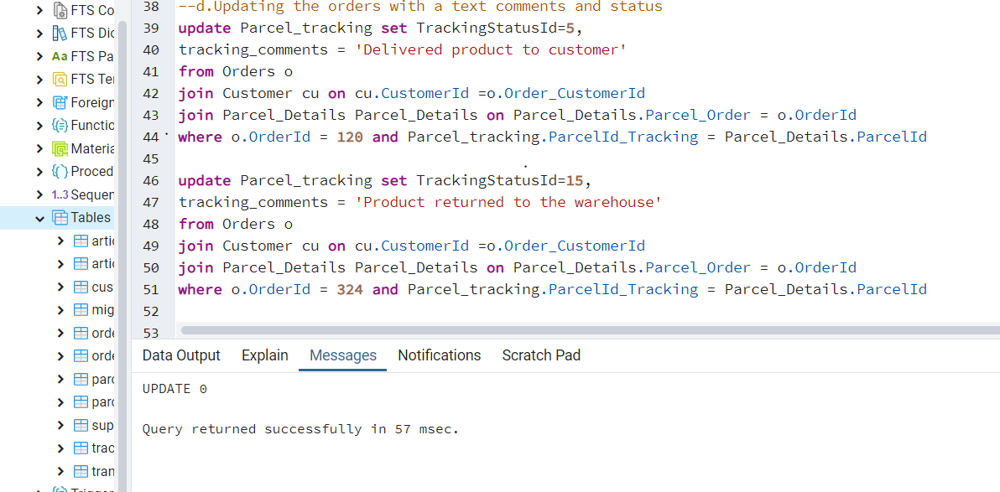 FTS Co
FTS Dic
Aa FTS Pa
FTS Te
Foreign
Functio
Materia
Proced
1..3 Sequen
Tables
artic
artic
cus
mig
orde
orde
parc
parc
sup
trac
tran
Trigger
38 --d.Updating the orders with a text comments and status
39 update Parcel_tracking set TrackingStatusId=5,
40 tracking_comments = 'Delivered product to customer'
41 from Orders o
42 join Customer cu on cu.CustomerId =o.Order_CustomerId
43 join Parcel_Details Parcel_Details on Parcel_Details.Parcel_Order = o.OrderId
44 where o.OrderId = 120 and Parcel_tracking.ParcelId_Tracking = Parcel_Details.ParcelId
45
46 update Parcel_tracking set TrackingStatusId=15,
47 tracking_comments = 'Product returned to the warehouse'
48 from Orders o
49 join Customer cu on cu.CustomerId =o.Order_CustomerId
50 join Parcel_Details Parcel_Details on Parcel_Details.Parcel_Order = o.OrderId
51 where o.OrderId = 324 and Parcel_tracking.ParcelId_Tracking = Parcel_Details.ParcelId
52
53
Data Output Explain Messages Notifications Scratch Pad
UPDATE 0
Query returned successfully in 57 msec.